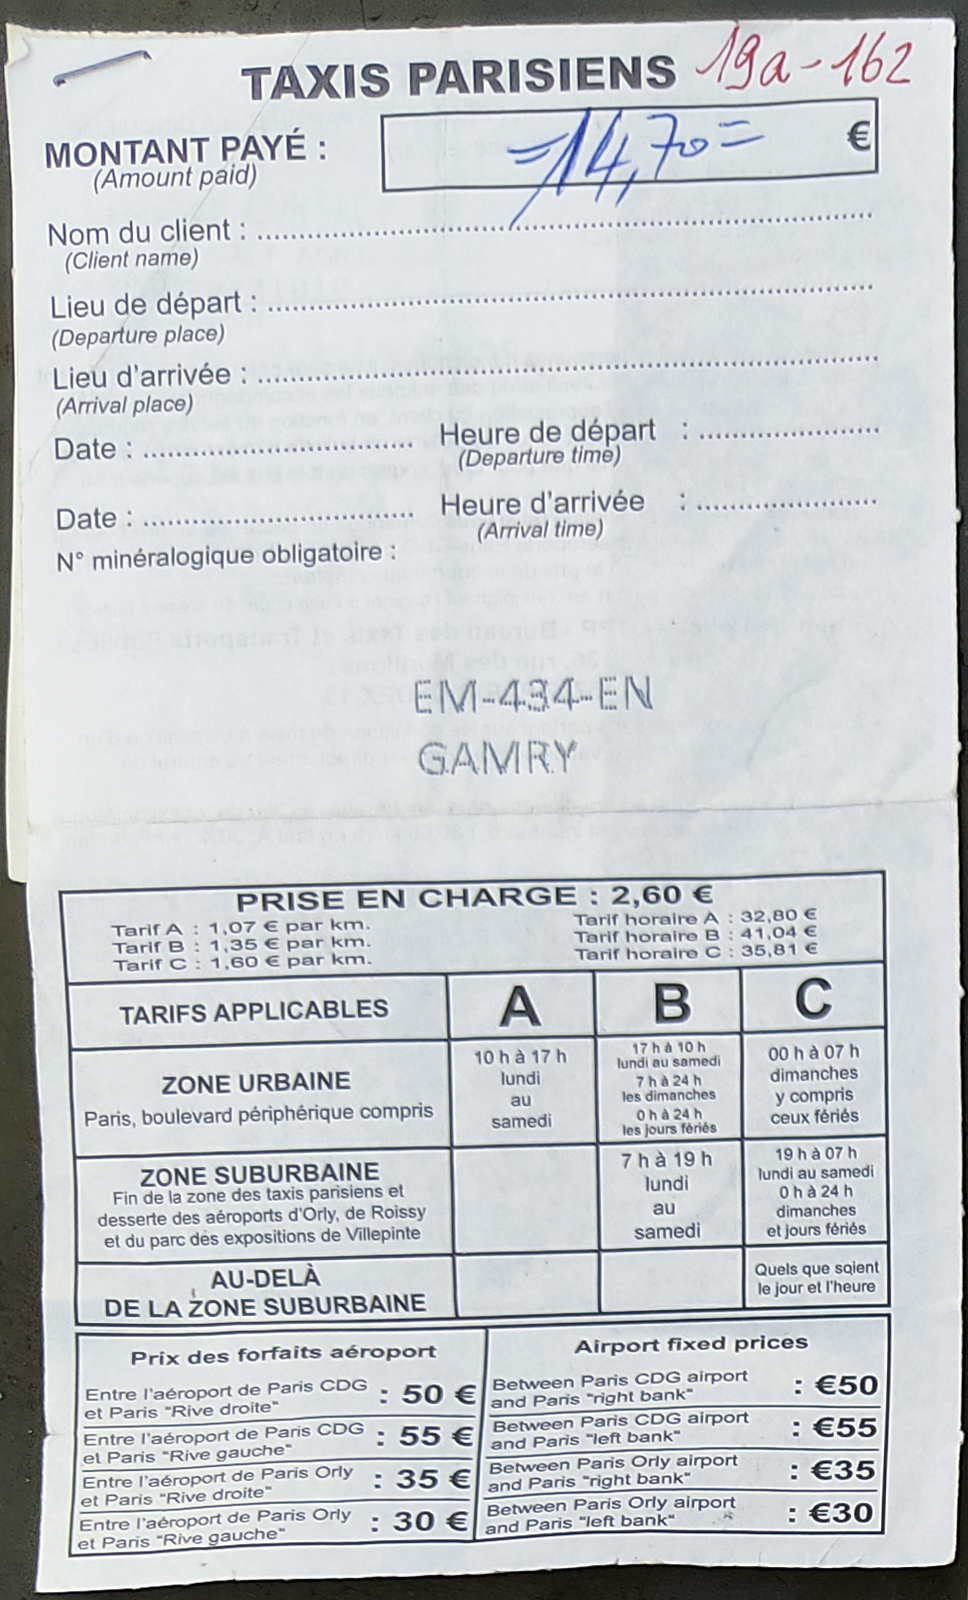 TAXIS PARISIENS 19a-162
MONTANT PAYÉ : =14,70= €
(Amount paid)
Nom du client :
(Client name)
Lieu de départ :
(Departure place)
Lieu d'arrivée :
(Arrival place)
Date : Heure de départ :
(Departure time)
Date : Heure d'arrivée :
(Arrival time)
N° minéralogique obligatoire :
EM-434-EN
GAMRY
PRISE EN CHARGE : 2,60 €
Tarif A : 1,07 € par km. Tarif horaire A : 32,80 €
Tarif B : 1,35 € par km. Tarif horaire B : 41,04 €
Tarif C : 1,60 € par km. Tarif horaire C : 35,81 €
TARIFS APPLICABLES A B C
ZONE URBAINE
Paris, boulevard périphérique compris
10 h à 17 h
lundi
au
samedi
17 h à 10 h
lundi au samedi
7 h à 24 h
les dimanches
0 h à 24 h
les jours fériés
00 h à 07 h
dimanches
y compris
ceux fériés
ZONE SUBURBAINE
Fin de la zone des taxis parisiens et
desserte des aéroports d'Orly, de Roissy
et du parc des expositions de Villepinte
7 h à 19 h
lundi
au
samedi
19 h à 07 h
lundi au samedi
0 h à 24 h
dimanches
et jours fériés
AU-DELÀ
DE LA ZONE SUBURBAINE
Quels que soient
le jour et l'heure
Prix des forfaits aéroport
Entre l'aéroport de Paris CDG
et Paris "Rive droite" : 50 €
Entre l'aéroport de Paris CDG
et Paris "Rive gauche" : 55 €
Entre l'aéroport de Paris Orly
et Paris "Rive droite" : 35 €
Entre l'aéroport de Paris Orly
et Paris "Rive gauche" : 30 €
Airport fixed prices
Between Paris CDG airport
and Paris "right bank" : €50
Between Paris CDG airport
and Paris "left bank" : €55
Between Paris Orly airport
and Paris "right bank" : €35
Between Paris Orly airport
and Paris "left bank" : €30